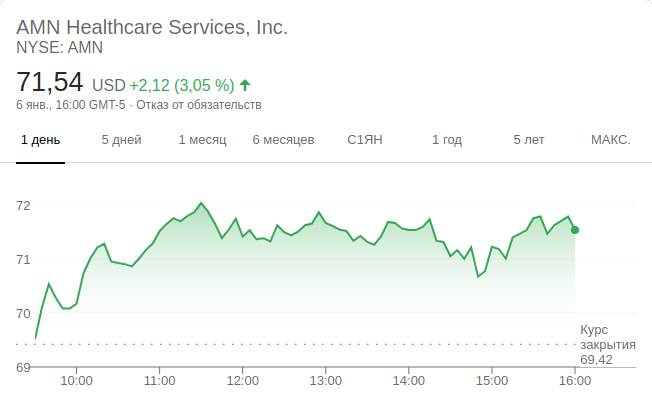 AMN Healthcare Services, Inc.
NYSE: AMN
71,54 USD +2,12 (3,05 %)
6 янв., 16:00 GMT-5 · Отказ от обязательств
1 день 5 дней 1 месяц 6 месяцев С1ЯН 1 год 5 лет МАКС.
72
71
70
69
Курс
закрытия
69,42
10:00 11:00 12:00 13:00 14:00 15:00 16:00